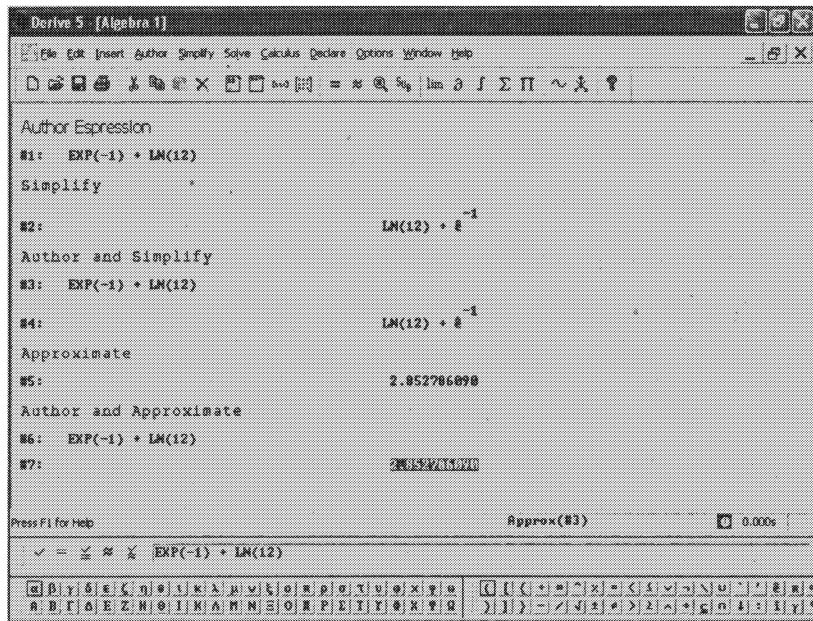 Derive 5 - [Algebra 1]
File Edit Insert Author Simplify Solve Calculus Declare Options Window Help
lim ∂ ∫ Σ Π
Author Espression
#1: EXP(-1) + LN(12)
Simplify
#2: LN(12) + ê^-1
Author and Simplify
#3: EXP(-1) + LN(12)
#4: LN(12) + ê^-1
Approximate
#5: 2.852786090
Author and Approximate
#6: EXP(-1) + LN(12)
#7: 2.852786090
Press F1 for Help Approx(#3) 0.000s
EXP(-1) + LN(12)
α β γ δ ε ζ η θ ι κ λ μ ν ξ ο π ρ σ τ υ φ χ ψ ω
Α Β Γ Δ Ε Ζ Η Θ Ι Κ Λ Μ Ν Ξ Ο Π Ρ Σ Τ Υ Φ Χ Ψ Ω